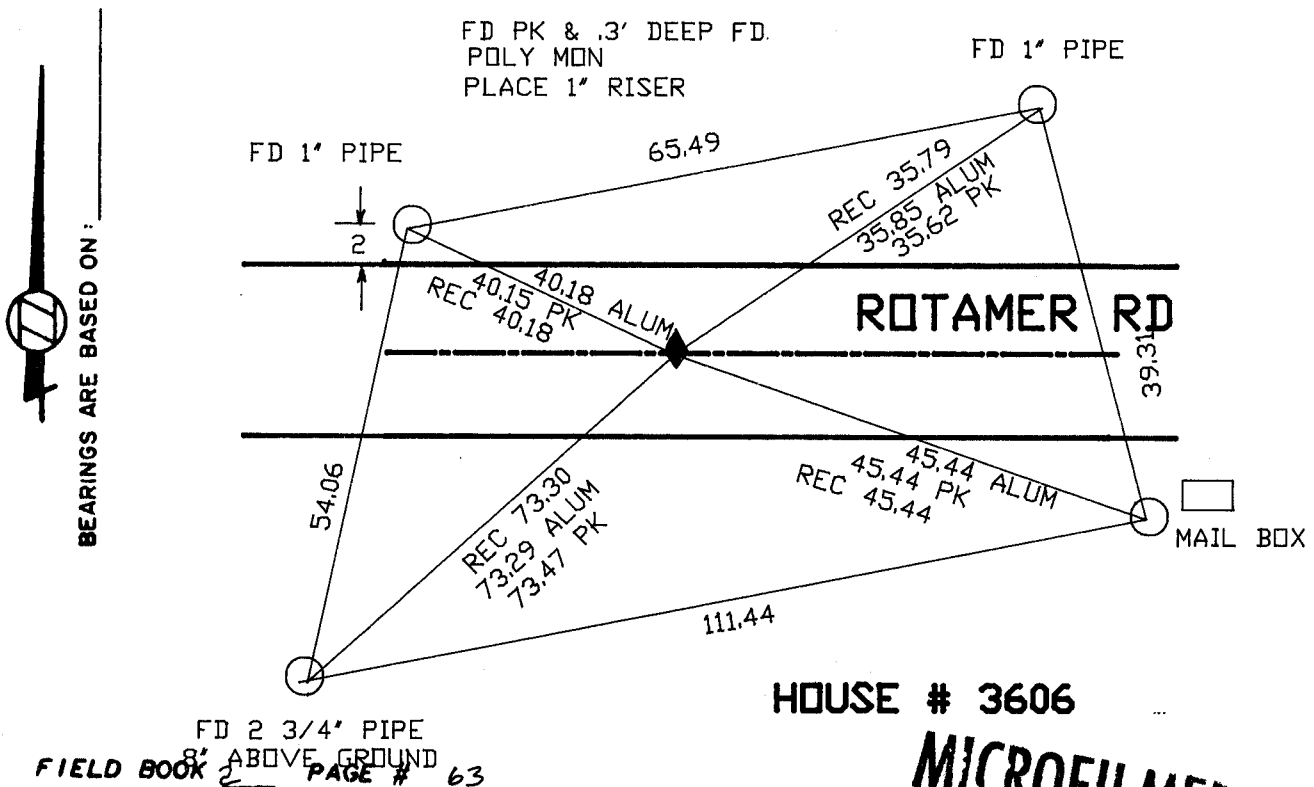 FD PK & .3' DEEP FD.
POLY MON
PLACE 1" RISER
FD 1" PIPE
FD 1" PIPE
65.49
2
REC 35.79
35.85 ALUM
35.62 PK
40.18 ALUM
40.15 PK
REC 40.18
ROTAMER RD
39.31
BEARINGS ARE BASED ON:
54.06
REC 73.30
73.29 ALUM
73.47 PK
45.44 ALUM
45.44 PK
REC 45.44
MAIL BOX
111.44
HOUSE # 3606
FD 2 3/4" PIPE
8" ABOVE GROUND
FIELD BOOK 2 PAGE # 63